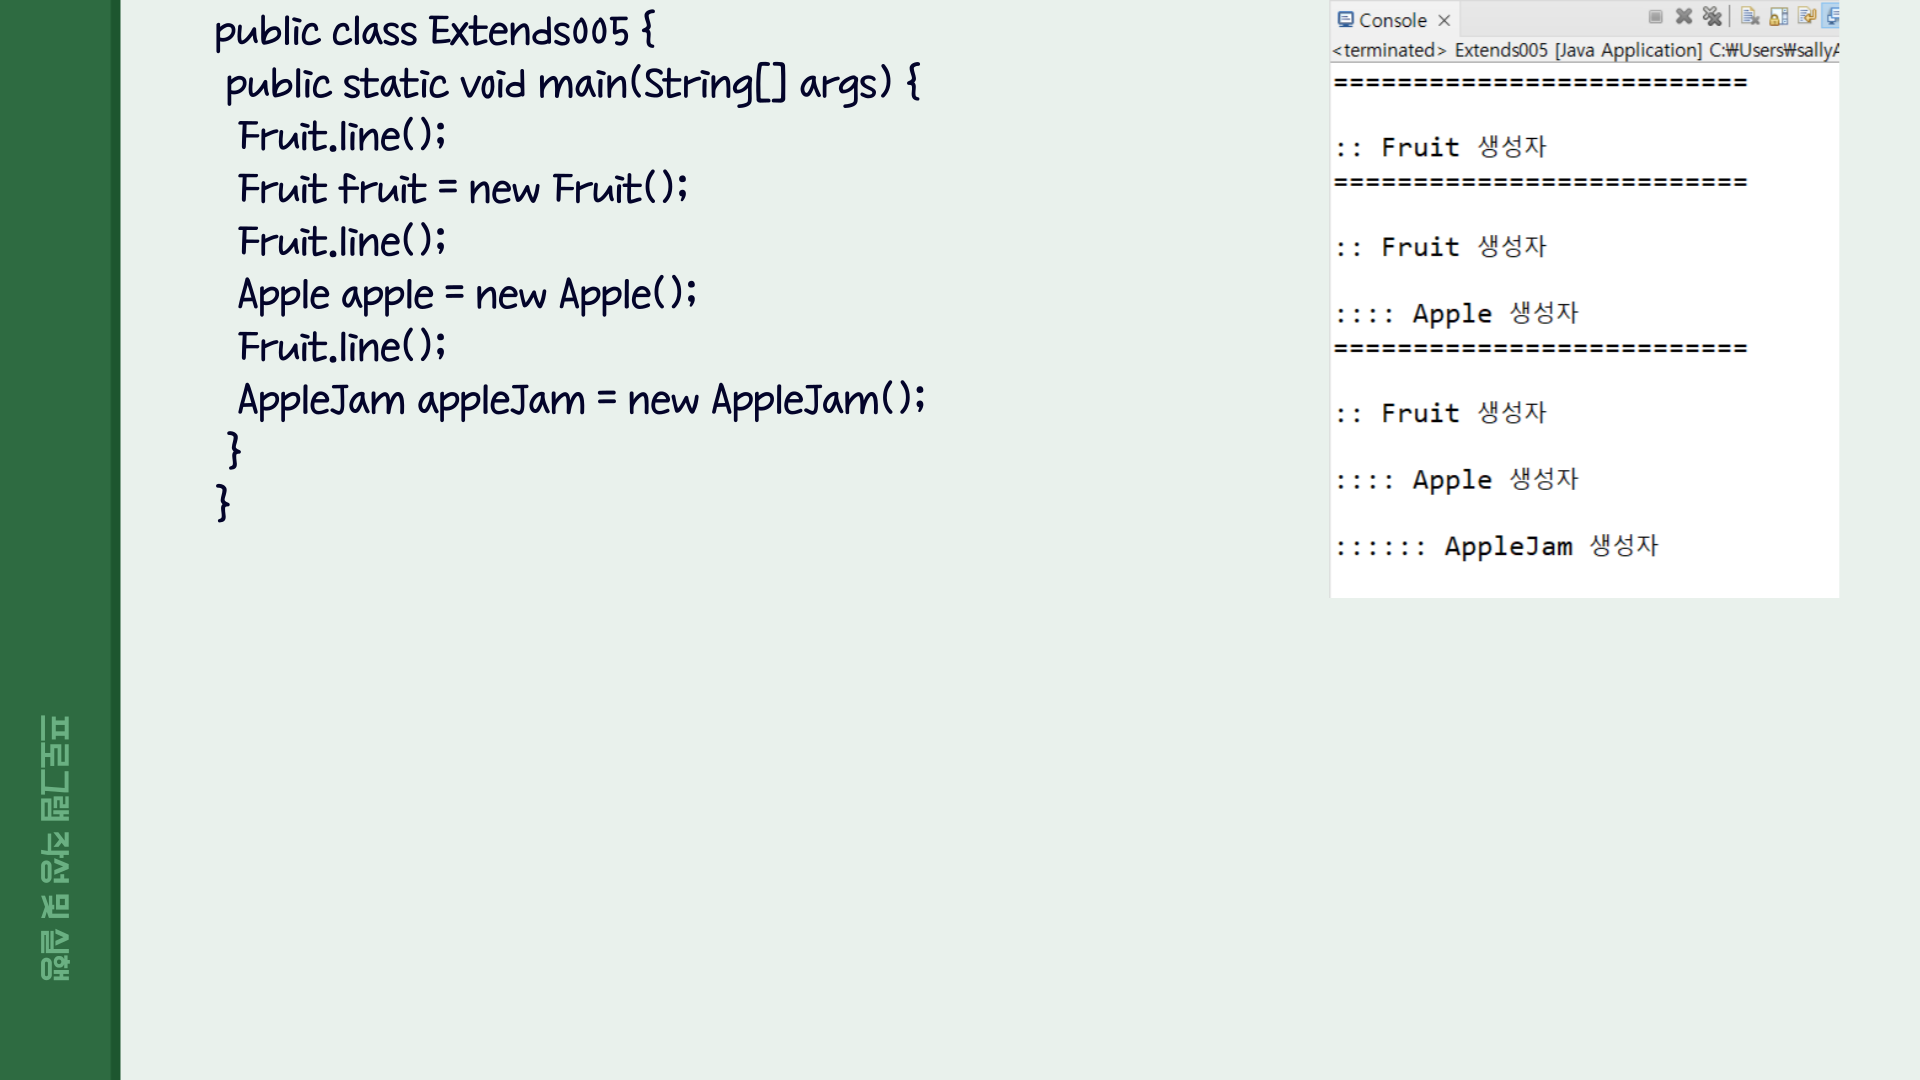 public class Extends005 {
public static void main(String[] args) {
Fruit.line();
Fruit fruit = new Fruit();
Fruit.line();
Apple apple = new Apple();
Fruit.line();
AppleJam appleJam = new AppleJam();
}
}
Console
<terminated> Extends005 [Java Application] C:₩Users₩sallyA
==========================
:: Fruit 생성자
==========================
:: Fruit 생성자
:::: Apple 생성자
==========================
:: Fruit 생성자
:::: Apple 생성자
:::::: AppleJam 생성자
프로그램 작성 및 실행